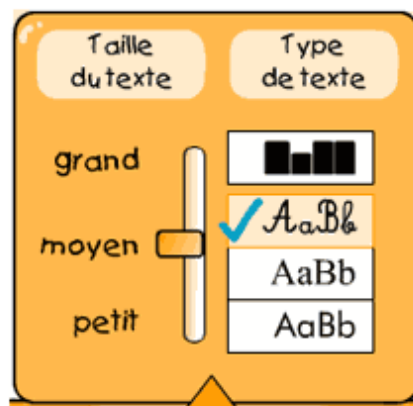 Taille
du texte
Type
de texte
grand
moyen
petit
AaBb
AaBb
AaBb